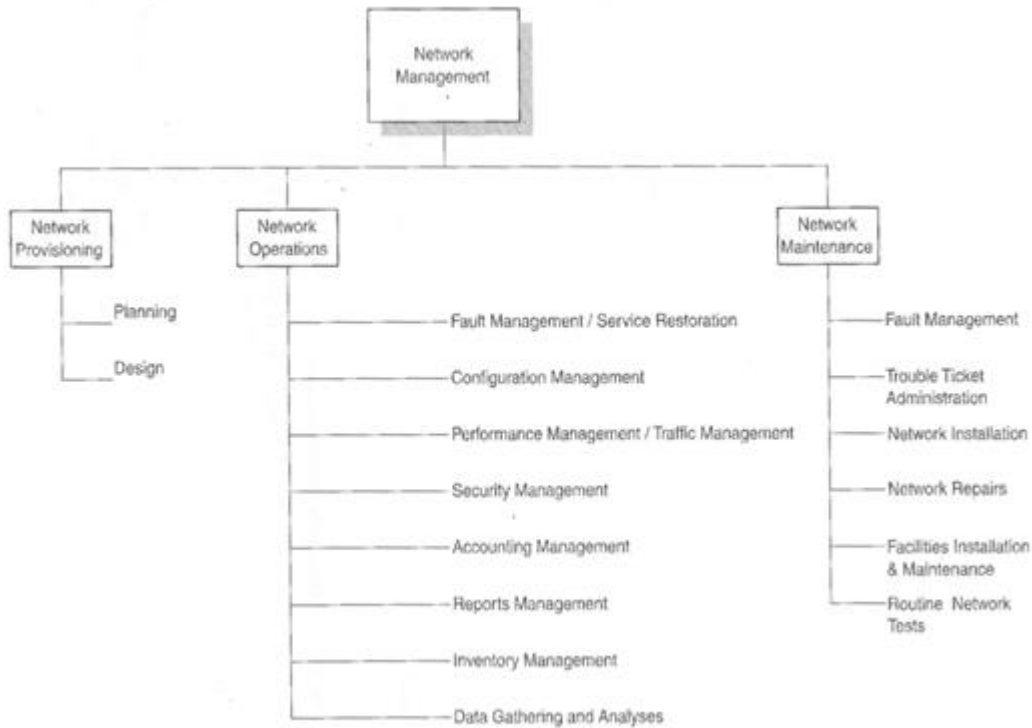 Network
Management
Network
Provisioning
Network
Operations
Network
Maintenance
Planning
Design
Fault Management / Service Restoration
Configuration Management
Performance Management / Traffic Management
Security Management
Accounting Management
Reports Management
Inventory Management
Data Gathering and Analyses
Fault Management
Trouble Ticket
Administration
Network Installation
Network Repairs
Facilities Installation
& Maintenance
Routine Network
Tests